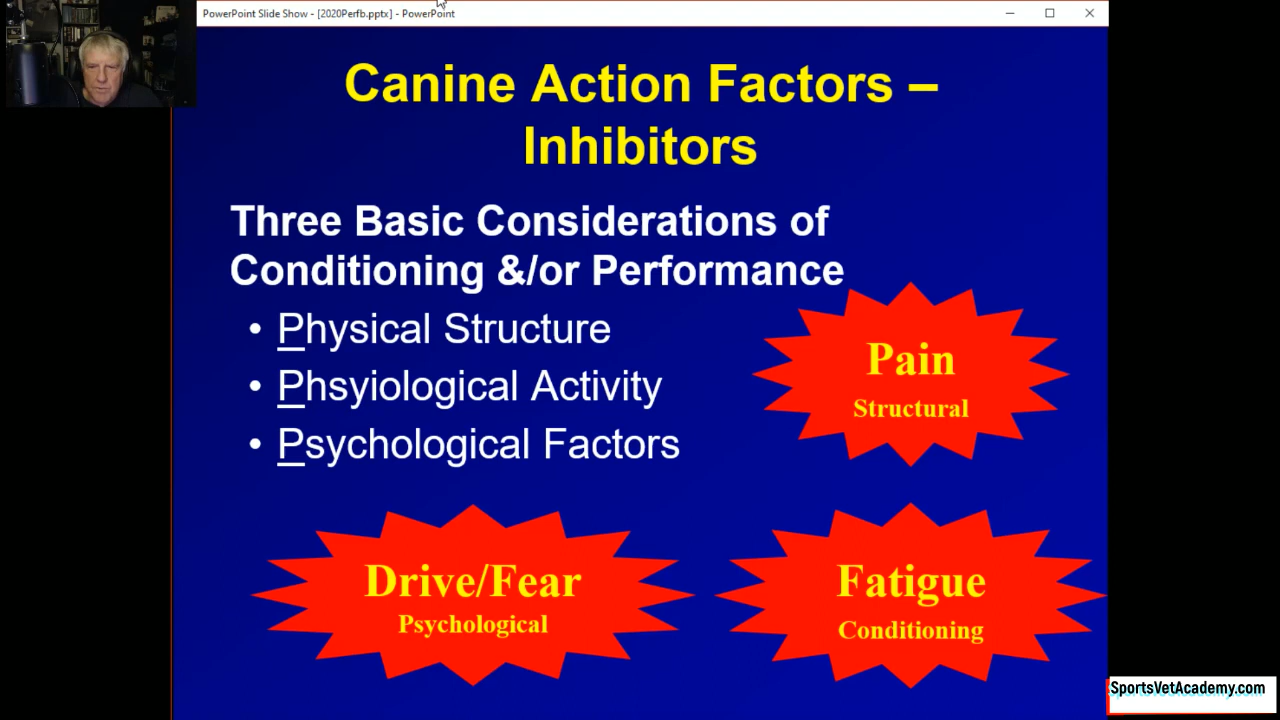 PowerPoint Slide Show - [2020Perfb.pptx] - PowerPoint
Canine Action Factors –
Inhibitors
Three Basic Considerations of
Conditioning &/or Performance
• Physical Structure
• Phsyiological Activity
• Psychological Factors
Pain
Structural
Drive/Fear
Psychological
Fatigue
Conditioning
SportsVetAcademy.com